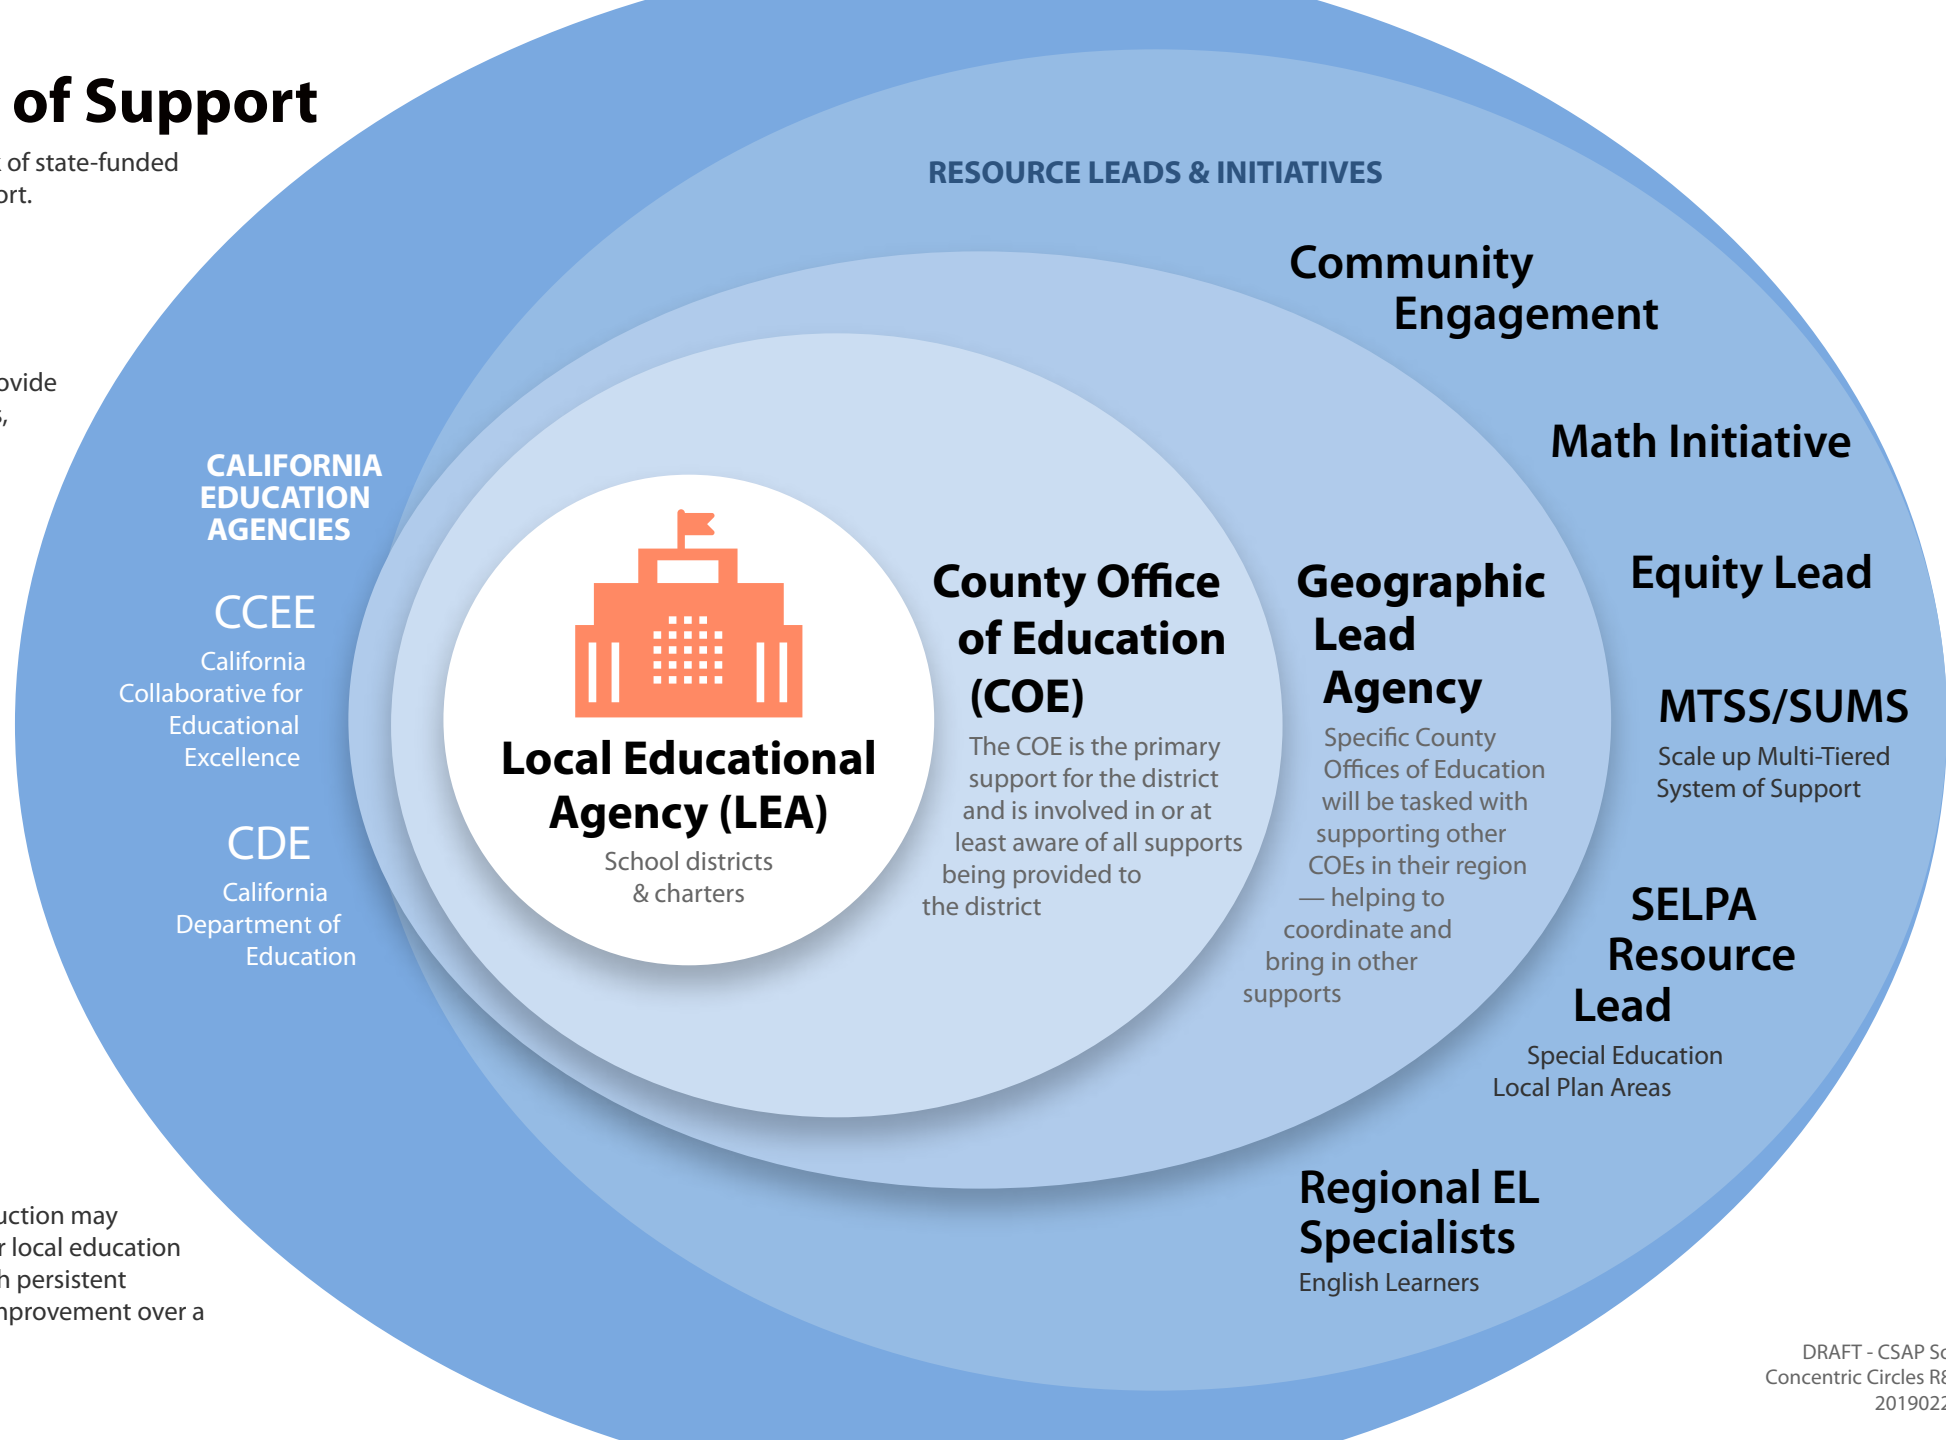 of Support
of state-funded
RESOURCE LEADS & INITIATIVES
Community
Engagement
Math Initiative
Equity Lead
MTSS/SUMS
Scale up Multi-Tiered
System of Support
SELPA
Resource
Lead
Special Education
Local Plan Areas
Regional EL
Specialists
English Learners
CALIFORNIA
EDUCATION
AGENCIES
CCEE
California
Collaborative for
Educational
Excellence
CDE
California
Department of
Education
Local Educational
Agency (LEA)
School districts
& charters
County Office
of Education
(COE)
The COE is the primary
support for the district
and is involved in or at
least aware of all supports
being provided to
the district
Geographic
Lead
Agency
Specific County
Offices of Education
will be tasked with
supporting other
COEs in their region
— helping to
coordinate and
bring in other
supports
may
local education
persistent
over a
DRAFT - CSAP
Concentric Circles